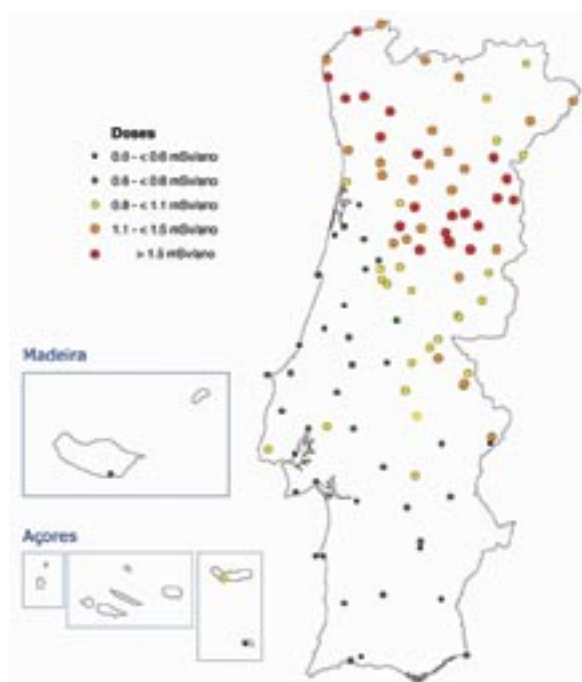 Doses
0.0 - < 0.6 mSv/ano
0.6 - < 0.8 mSv/ano
0.8 - < 1.1 mSv/ano
1.1 - < 1.5 mSv/ano
> 1.5 mSv/ano
Madeira
Açores